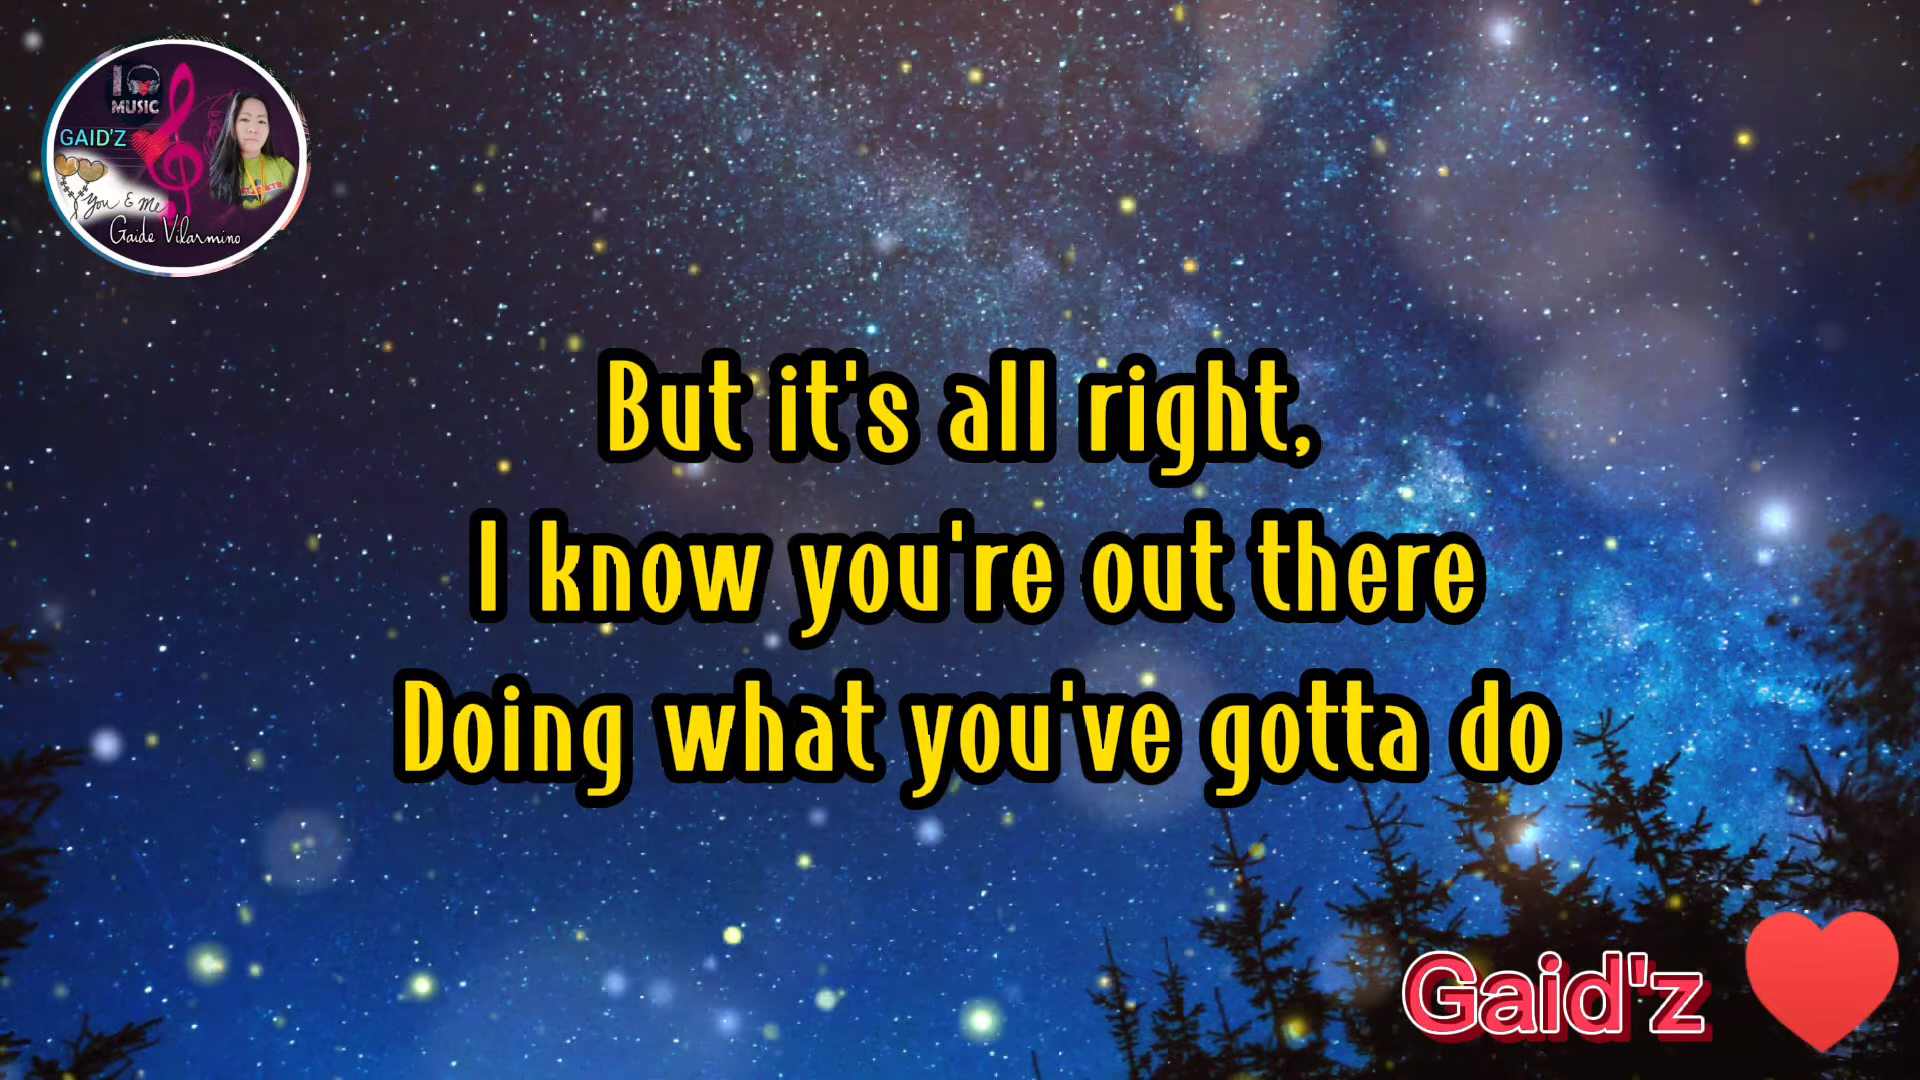 I
MUSIC
GAID'Z
You & Me
Gaide Vilarmino
But it's all right,
I know you're out there
Doing what you've gotta do
Gaid'z